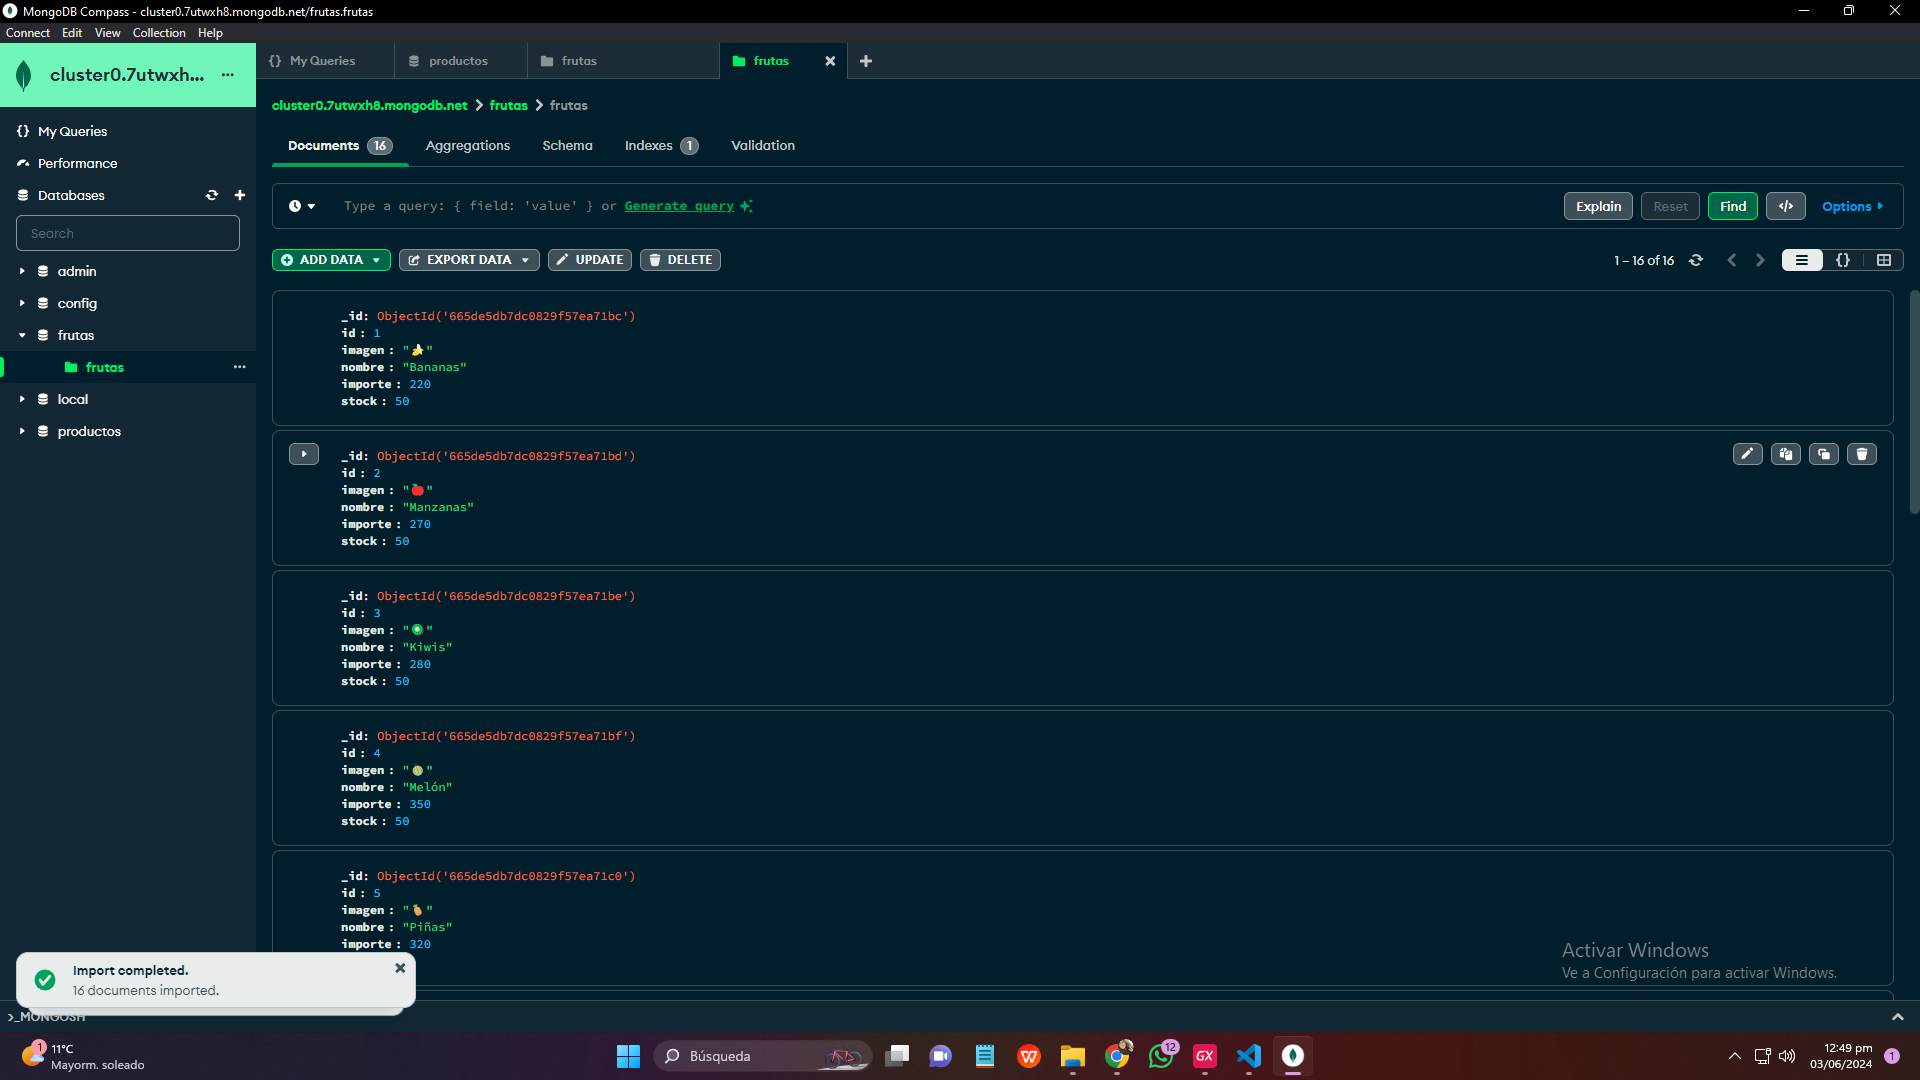 MongoDB Compass - cluster0.7utwxh8.mongodb.net/frutas.frutas
Connect Edit View Collection Help
cluster0.7utwxh... ...
{} My Queries
productos
frutas
frutas
cluster0.7utwxh8.mongodb.net > frutas > frutas
My Queries
Performance
Databases
Search
admin
config
frutas
frutas
local
productos
Documents 16 Aggregations Schema Indexes 1 Validation
Type a query: { field: 'value' } or Generate query
Explain Reset Find </> Options
ADD DATA EXPORT DATA UPDATE DELETE
1 – 16 of 16 {}
_id: ObjectId('665de5db7dc0829f57ea71bc')
id : 1
imagen : "🍌"
nombre : "Bananas"
importe : 220
stock : 50
_id: ObjectId('665de5db7dc0829f57ea71bd')
id : 2
imagen : "🍎"
nombre : "Manzanas"
importe : 270
stock : 50
_id: ObjectId('665de5db7dc0829f57ea71be')
id : 3
imagen : "🥝"
nombre : "Kiwis"
importe : 280
stock : 50
_id: ObjectId('665de5db7dc0829f57ea71bf')
id : 4
imagen : "🍈"
nombre : "Melón"
importe : 350
stock : 50
_id: ObjectId('665de5db7dc0829f57ea71c0')
id : 5
imagen : "🍍"
nombre : "Piñas"
importe : 320
Import completed.
16 documents imported.
>_MONGOSH
Activar Windows
Ve a Configuración para activar Windows.
1
11°C
Mayorm. soleado
Búsqueda
12
GX
12:49 pm
03/06/2024
1